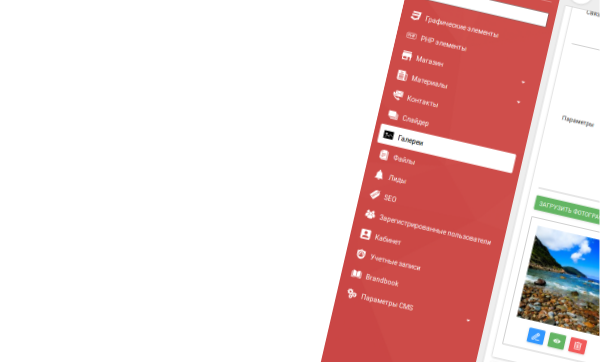 Графические элементы
PHP элементы
Магазин
Материалы
Контакты
Слайдер
Галереи
Файлы
Лиды
SEO
Зарегистрированные пользователи
Кабинет
Учетные записи
Brandbook
Параметры CMS
Параметры
ЗАГРУЗИТЬ